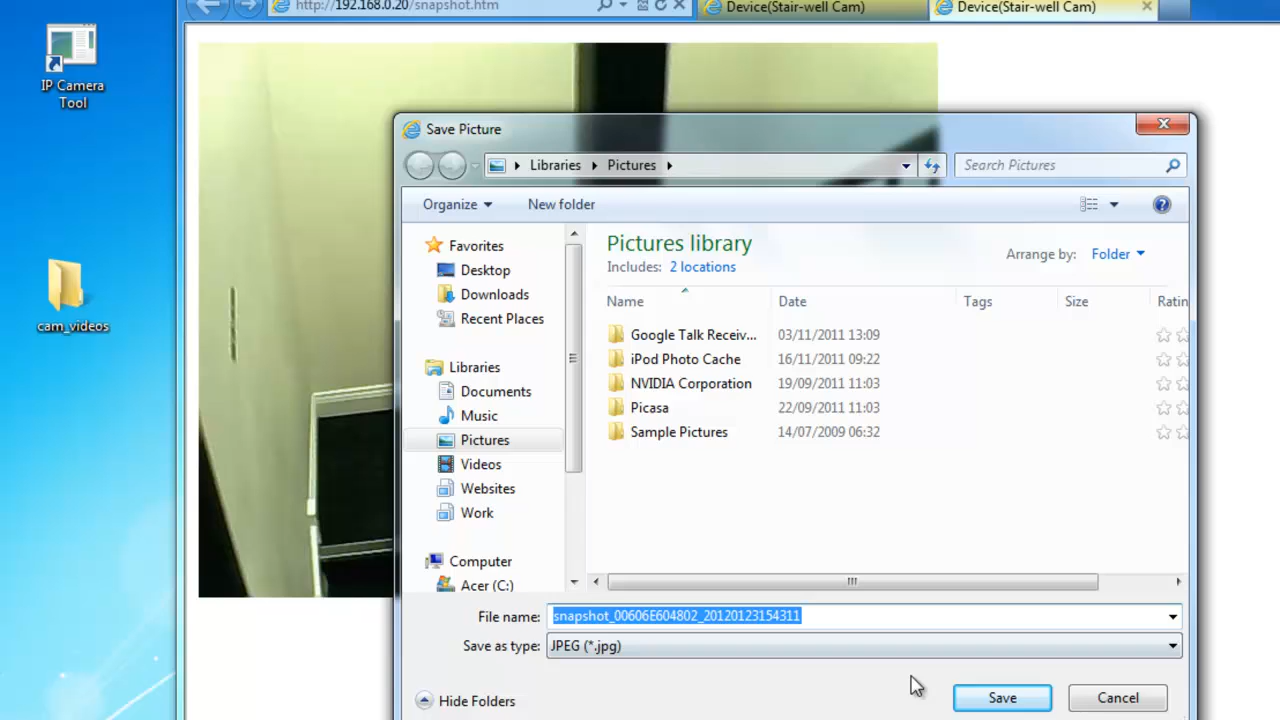 http://192.168.0.20/snapshot.htm
Device(Stair-well Cam)
Device(Stair-well Cam)
IP Camera
Tool
cam_videos
Save Picture
Libraries
Pictures
Search Pictures
Organize
New folder
Favorites
Desktop
Downloads
Recent Places
Libraries
Documents
Music
Pictures
Videos
Websites
Work
Computer
Acer (C:)
Pictures library
Includes: 2 locations
Arrange by: Folder
Name Date Tags Size Ratin
Google Talk Receiv... 03/11/2011 13:09
iPod Photo Cache 16/11/2011 09:22
NVIDIA Corporation 19/09/2011 11:03
Picasa 22/09/2011 11:03
Sample Pictures 14/07/2009 06:32
File name: snapshot_00606E604802_20120123154311
Save as type: JPEG (*.jpg)
Hide Folders
Save
Cancel